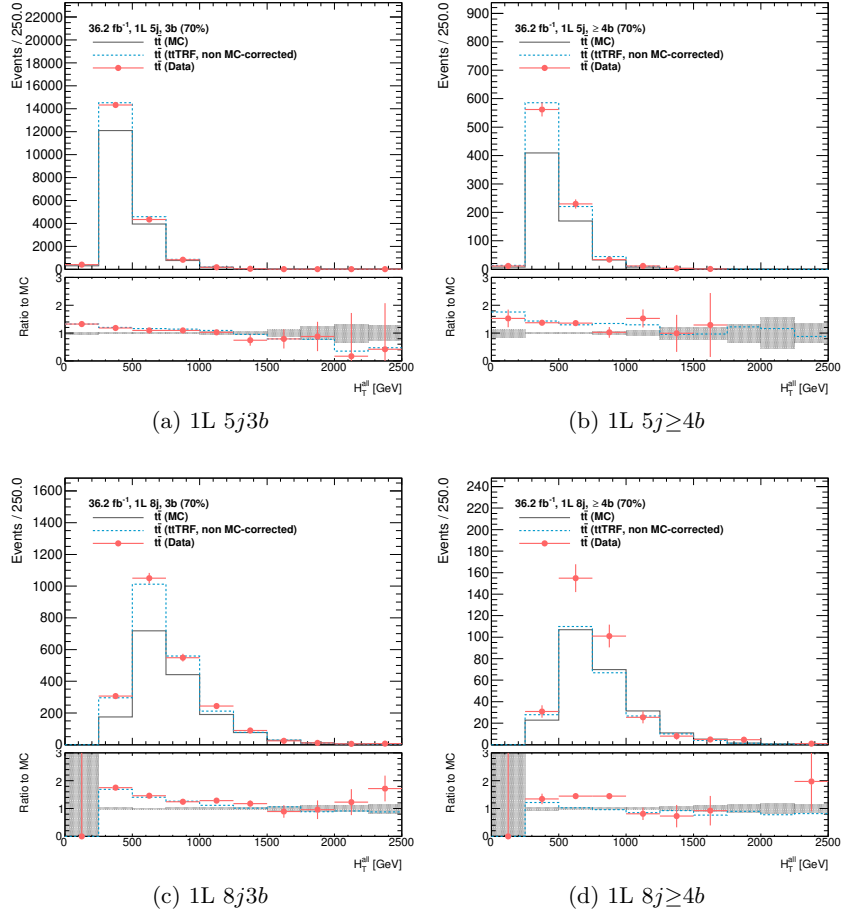 Events / 250.0
22000
20000
18000
16000
14000
12000
10000
8000
6000
4000
2000
0
36.2 fb⁻¹, 1L 5j, 3b (70%)
tt̄ (MC)
tt̄ (ttTRF, non MC-corrected)
tt̄ (Data)
Ratio to MC
3
2
1
0
0 500 1000 1500 2000 2500
H_T^all [GeV]
(a) 1L 5j3b
Events / 250.0
900
800
700
600
500
400
300
200
100
0
36.2 fb⁻¹, 1L 5j, ≥ 4b (70%)
tt̄ (MC)
tt̄ (ttTRF, non MC-corrected)
tt̄ (Data)
Ratio to MC
3
2
1
0
0 500 1000 1500 2000 2500
H_T^all [GeV]
(b) 1L 5j≥4b
Events / 250.0
1600
1400
1200
1000
800
600
400
200
0
36.2 fb⁻¹, 1L 8j, 3b (70%)
tt̄ (MC)
tt̄ (ttTRF, non MC-corrected)
tt̄ (Data)
Ratio to MC
3
2
1
0
0 500 1000 1500 2000 2500
H_T^all [GeV]
(c) 1L 8j3b
Events / 250.0
240
220
200
180
160
140
120
100
80
60
40
20
0
36.2 fb⁻¹, 1L 8j, ≥ 4b (70%)
tt̄ (MC)
tt̄ (ttTRF, non MC-corrected)
tt̄ (Data)
Ratio to MC
3
2
1
0
0 500 1000 1500 2000 2500
H_T^all [GeV]
(d) 1L 8j≥4b